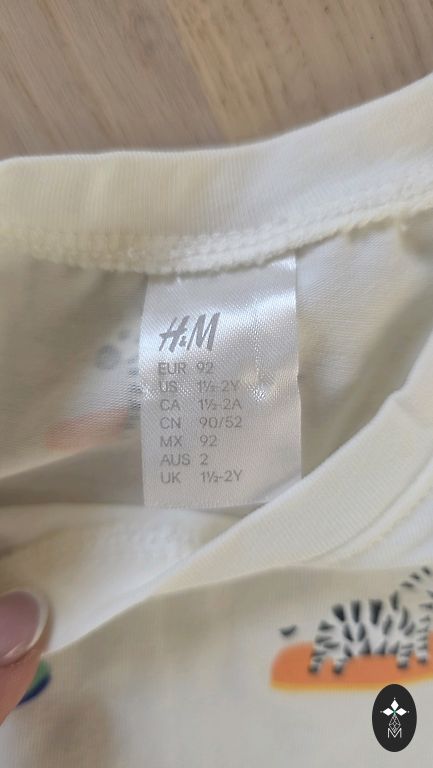 H&M
EUR 92
US 1½-2Y
CA 1½-2A
CN 90/52
MX 92
AUS 2
UK 1½-2Y
M